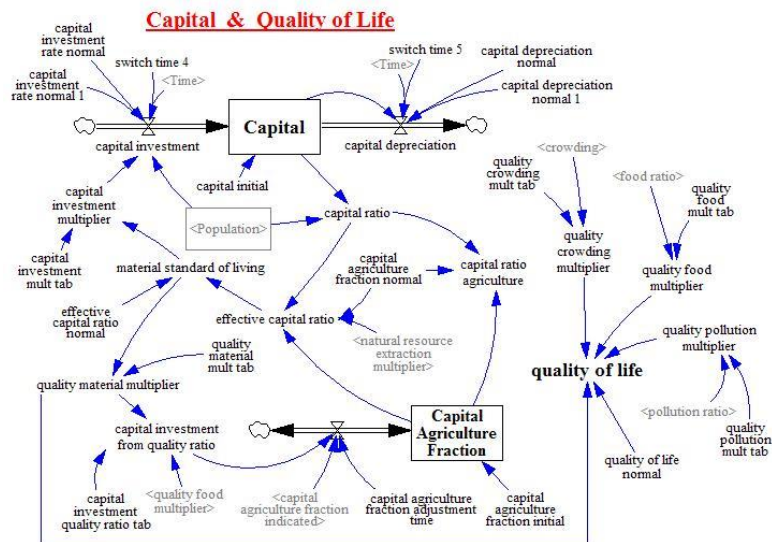 Capital & Quality of Life
capital
investment
rate normal
capital
investment
rate normal 1
switch time 4
<Time>
switch time 5
<Time>
capital depreciation
normal
capital depreciation
normal 1
Capital
capital investment
capital depreciation
capital initial
capital
investment
multiplier
<Population>
capital ratio
capital
investment
mult tab
material standard of living
capital
agriculture
fraction normal
capital ratio
agriculture
effective
capital ratio
normal
effective capital ratio
<natural resource
extraction
multiplier>
quality
material
mult tab
quality material multiplier
capital investment
from quality ratio
Capital
Agriculture
Fraction
capital
investment
quality ratio tab
<quality food
multiplier>
<capital
agriculture fraction
indicated>
capital agriculture
fraction adjustment
time
capital
agriculture
fraction initial
<crowding>
quality
crowding
mult tab
<food ratio>
quality
food
mult tab
quality
crowding
multiplier
quality food
multiplier
quality pollution
multiplier
quality of life
<pollution ratio>
quality
pollution
mult tab
quality of life
normal